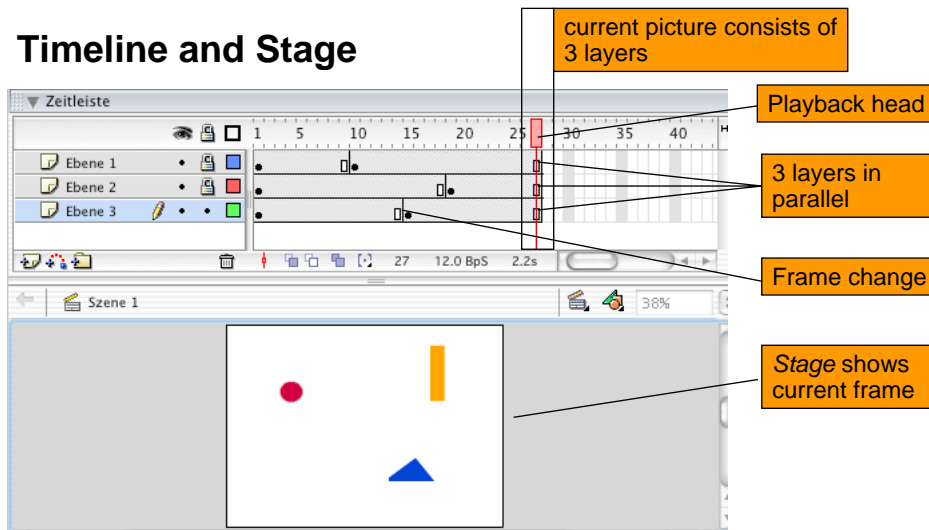 current picture consists of
3 layers
Timeline and Stage
Zeitleiste
Playback head
1 5 10 15 20 25 30 35 40
Ebene 1
Ebene 2
Ebene 3
3 layers in
parallel
27 12.0 BpS 2.2s
Frame change
Szene 1
38%
Stage shows
current frame